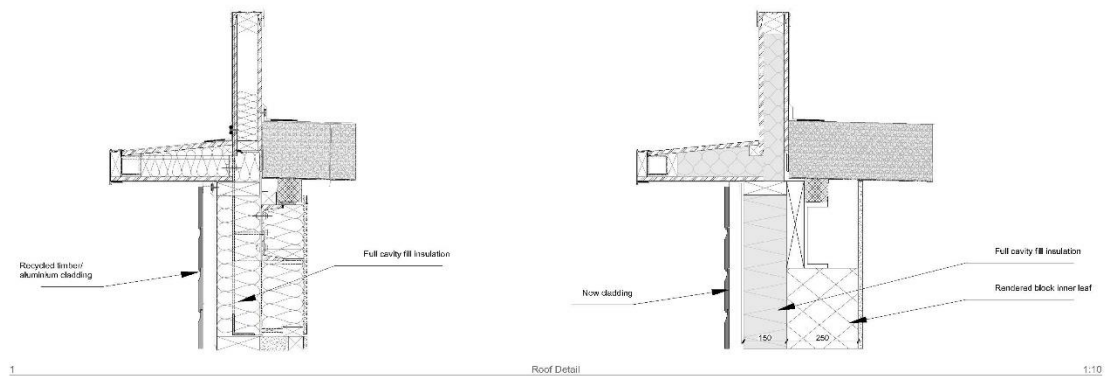 Recycled timber/
aluminium cladding
Full cavity fill insulation
New cladding
Full cavity fill insulation
Rendered block inner leaf
150
250
1
Roof Detail
1:10